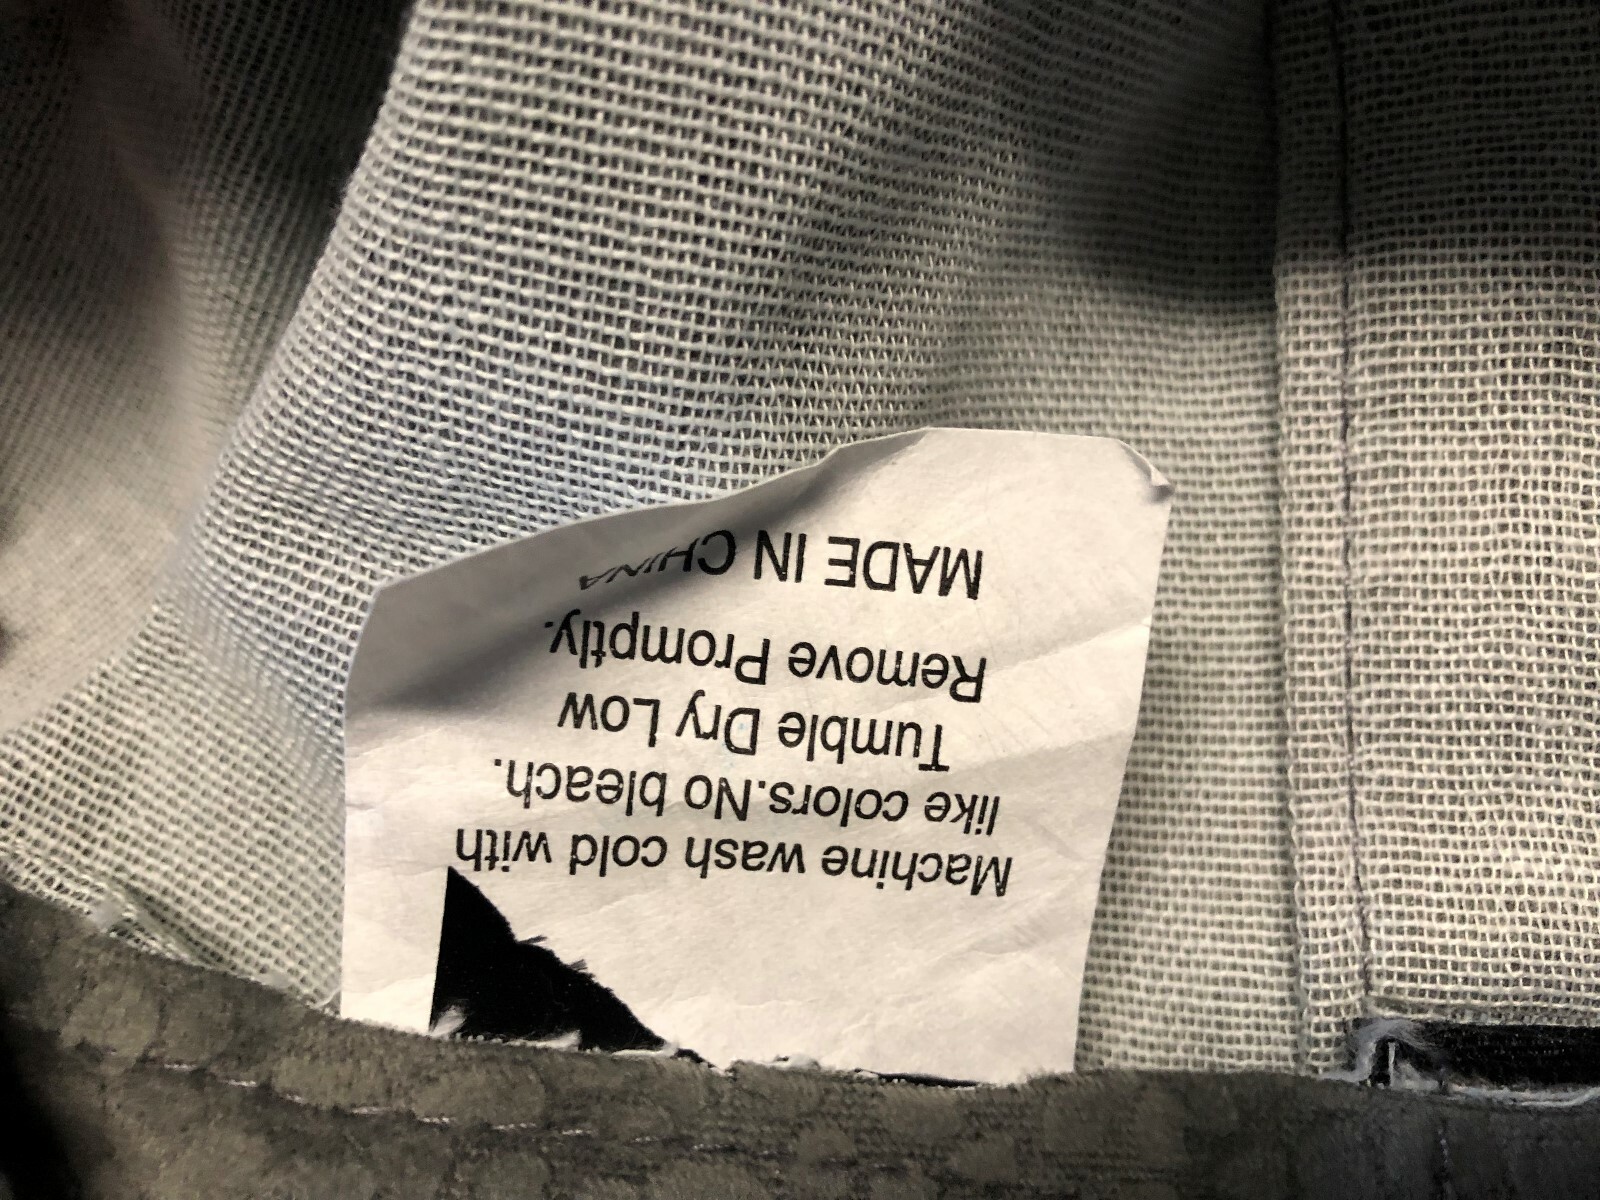 Machine wash cold with
like colors.No bleach.
Tumble Dry Low
Remove Promptly.
MADE IN CHINA